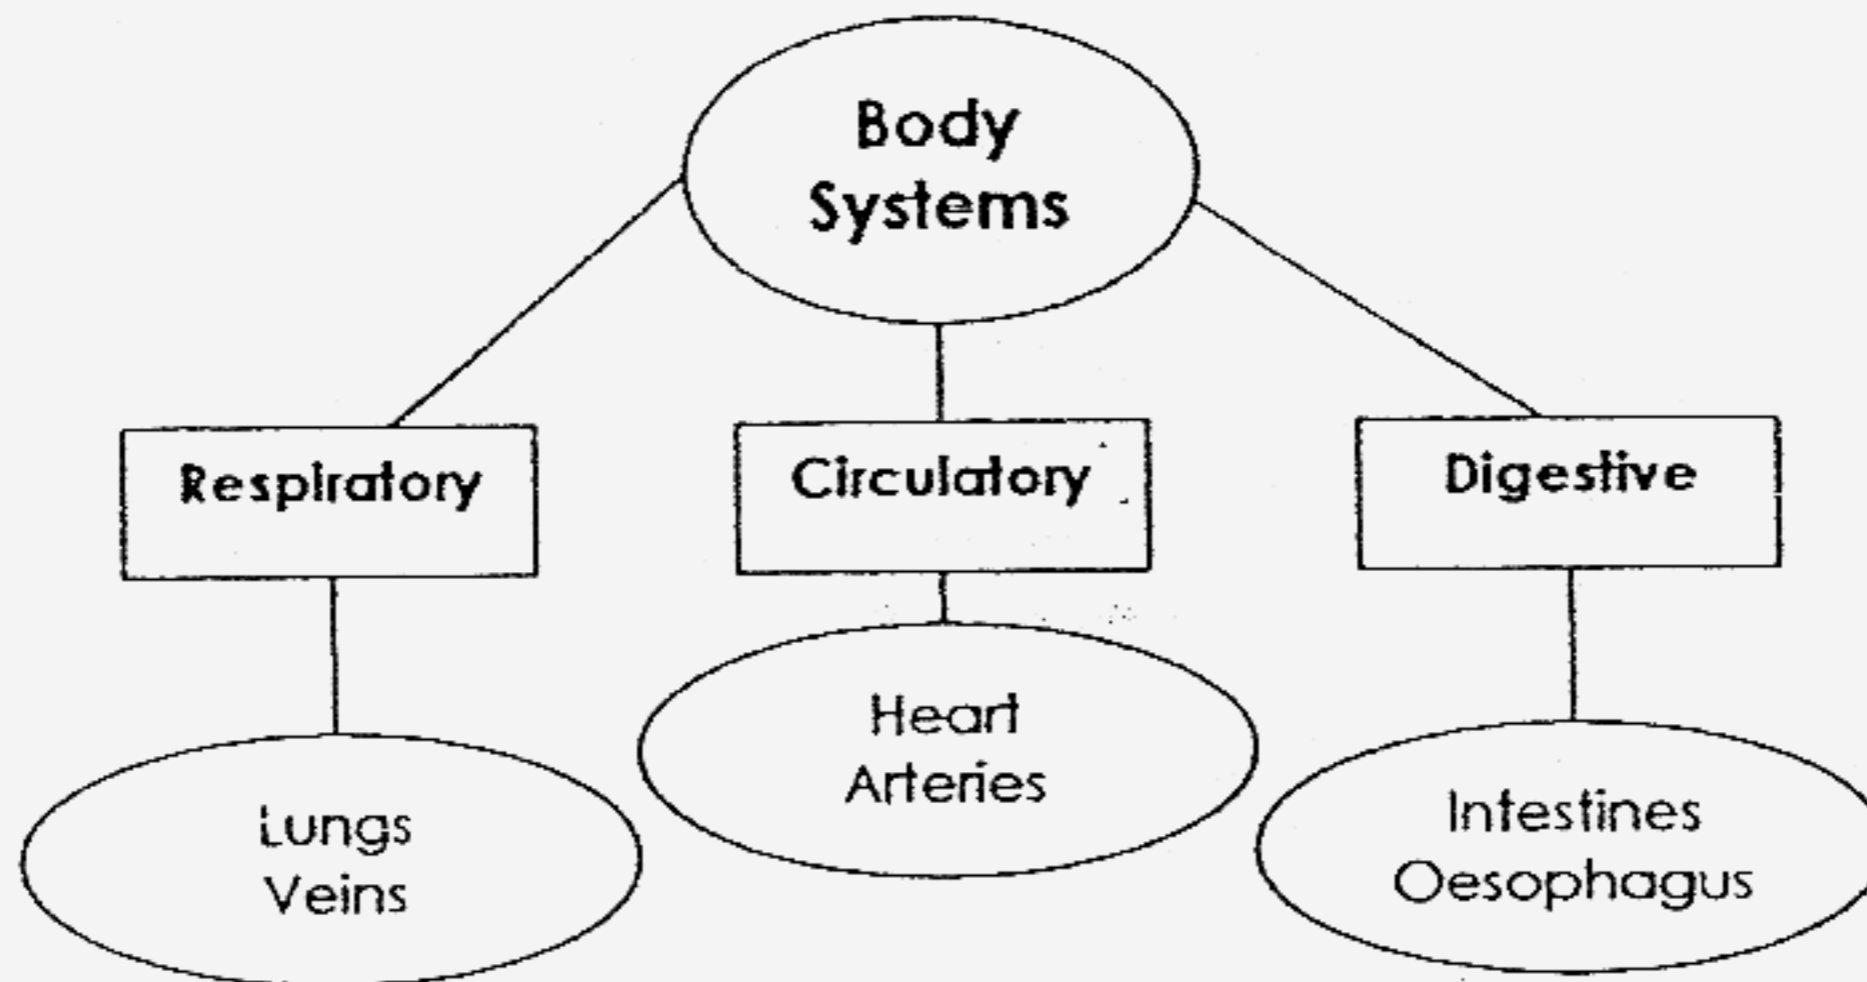 Body
Systems
Respiratory
Circulatory
Digestive
Lungs
Veins
Heart
Arteries
Intestines
Oesophagus